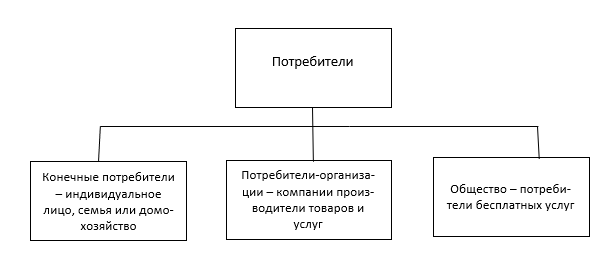 Потребители
Конечные потребители
– индивидуальное
лицо, семья или домо-
хозяйство
Потребители-организа-
ции – компании произ-
водители товаров и
услуг
Общество – потреби-
тели бесплатных услуг